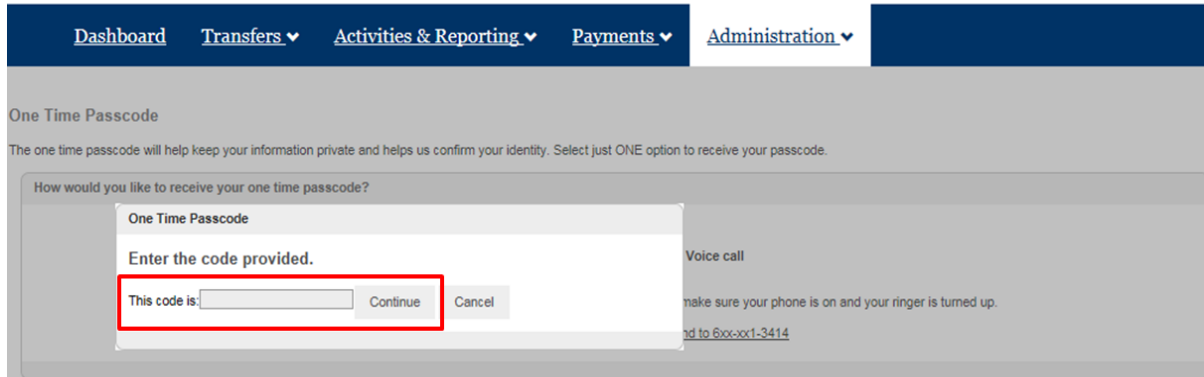 Dashboard Transfers Activities & Reporting Payments Administration
One Time Passcode
The one time passcode will help keep your information private and helps us confirm your identity. Select just ONE option to receive your passcode.
How would you like to receive your one time passcode?
One Time Passcode
Enter the code provided.
Voice call
This code is: Continue Cancel
make sure your phone is on and your ringer is turned up.
to 6xx-xx1-3414